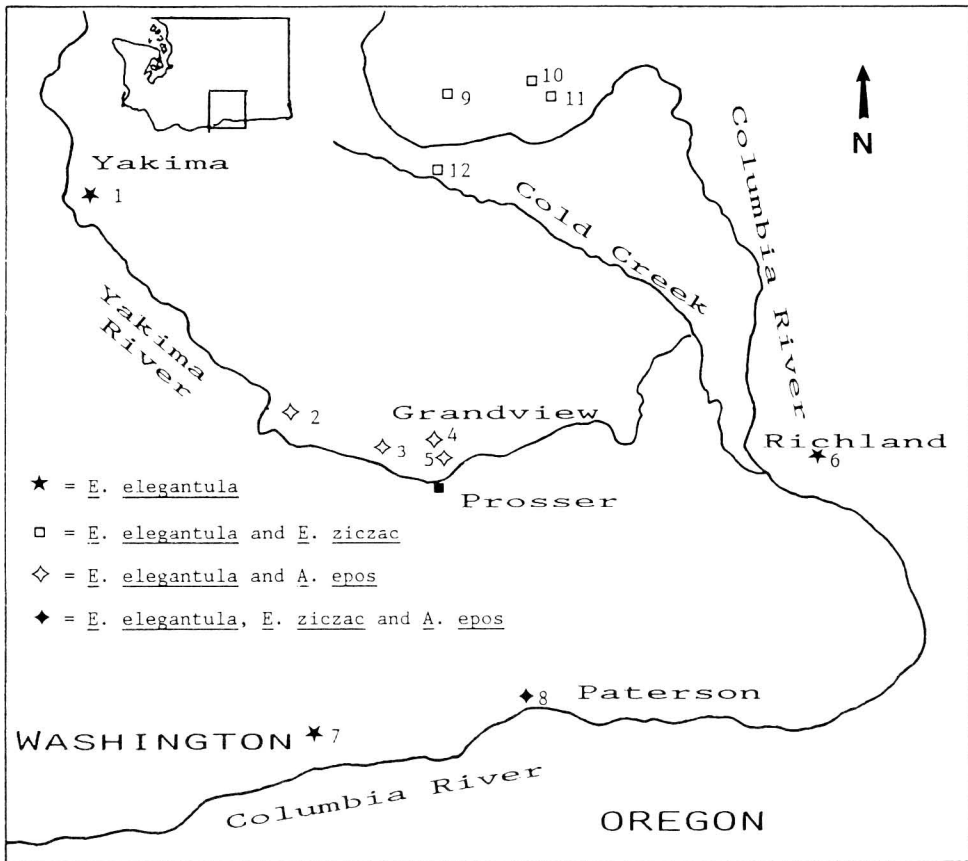 9
10
11
N
Yakima
1
12
Cold Creek
Columbia River
Yakima River
2
Grandview
3
4
5
Richland
6
Prosser
★ = E. elegantula
□ = E. elegantula and E. ziczac
✧ = E. elegantula and A. epos
✦ = E. elegantula, E. ziczac and A. epos
Paterson
8
WASHINGTON
7
Columbia River
OREGON